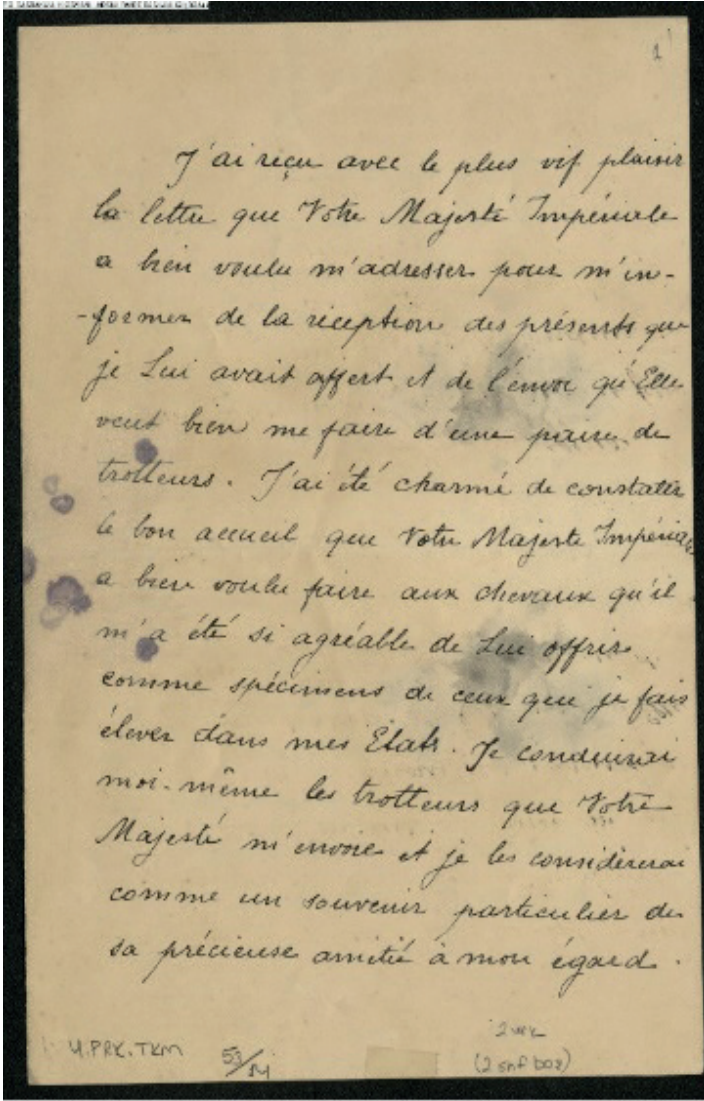 1
J'ai reçu avec le plus vif plaisir
la lettre que Votre Majesté Impériale
a bien voulu m'adresser pour m'in-
-former de la réception des présents que
je Lui avait offert et de l'envoi qu'Elle
veut bien me faire d'une paire de
trotteurs. J'ai été charmé de constater
le bon accueil que Votre Majesté Impériale
a bien voulu faire aux chevaux qu'il
m'a été si agréable de Lui offrir
comme spécimens de ceux que je fais
élever dans mes Etats. Je conduirai
moi-même les trotteurs que Votre
Majesté m'envoie et je les considèrerai
comme un souvenir particulier de
sa précieuse amitié à mon égard.
Y.PRK.TKM 53/14